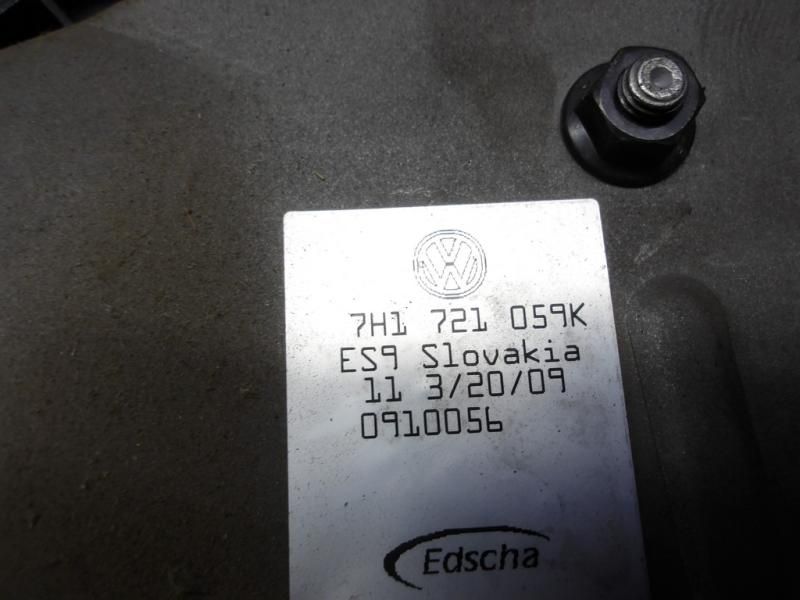 7H1 721 059K
ES9 Slovakia
11 3/20/09
0910056
Edscha